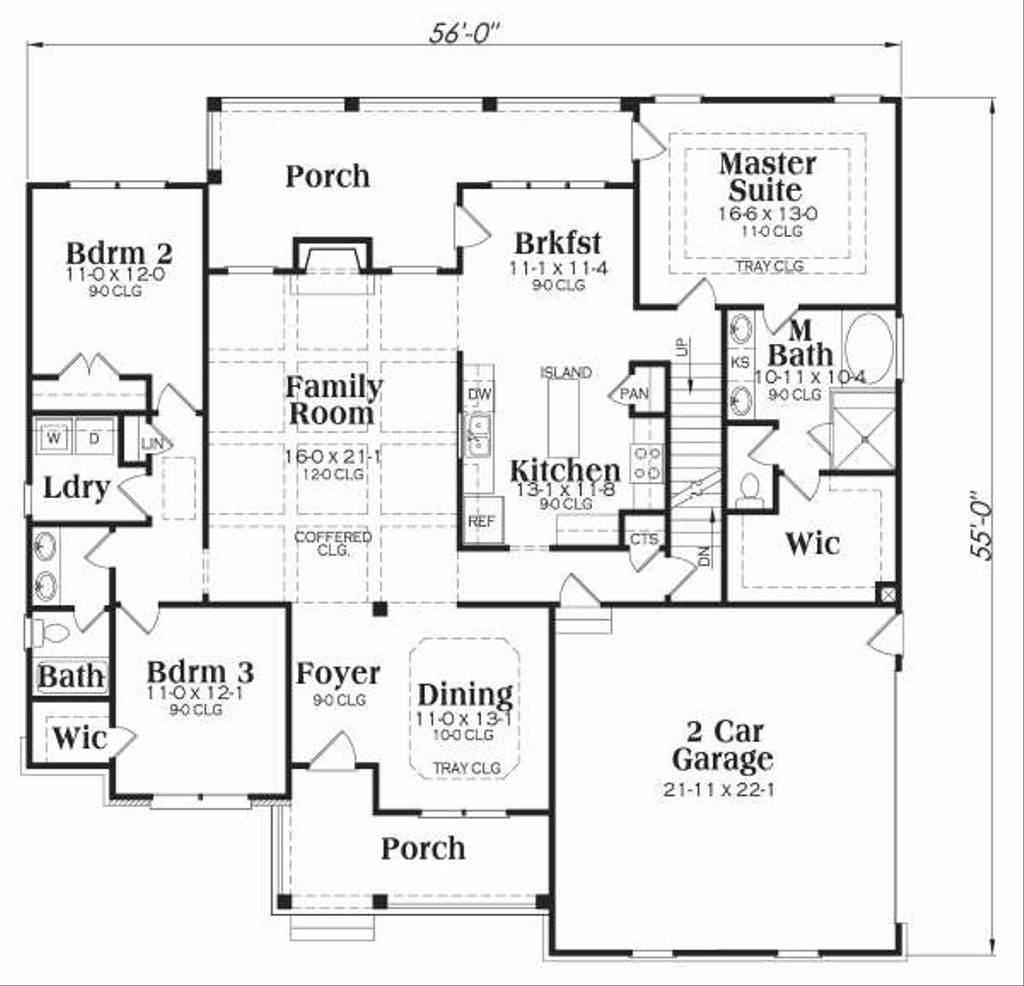 56'-0"
Porch
Master
Suite
16-6 x 13-0
11-0 CLG
TRAY CLG
Bdrm 2
11-0 x 12-0
9-0 CLG
Brkfst
11-1 x 11-4
9-0 CLG
UP
M
Bath
KS
10-11 x 10-4
9-0 CLG
Family
Room
16-0 x 21-1
12-0 CLG
COFFERED
CLG.
DW
ISLAND
PAN
W
D
LIN
Ldry
Kitchen
13-1 x 11-8
9-0 CLG
REF
CTS
DN
Wic
55'-0"
Bath
Bdrm 3
11-0 x 12-1
9-0 CLG
Foyer
9-0 CLG
Dining
11-0 x 13-1
10-0 CLG
TRAY CLG
Wic
2 Car
Garage
21-11 x 22-1
Porch